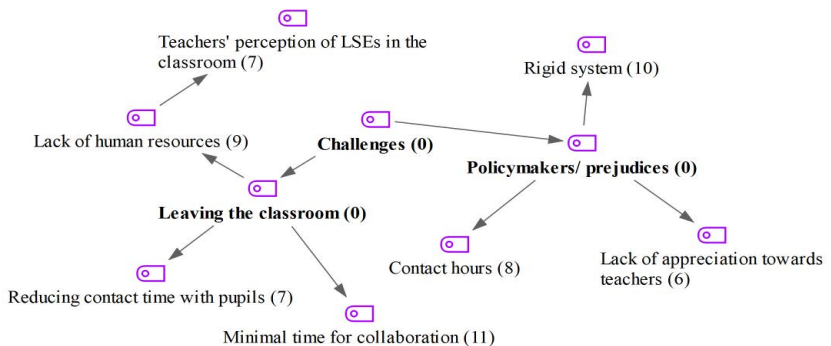 Teachers' perception of LSEs in the
classroom (7)
Rigid system (10)
Lack of human resources (9)
Challenges (0)
Policymakers/ prejudices (0)
Leaving the classroom (0)
Contact hours (8)
Lack of appreciation towards
teachers (6)
Reducing contact time with pupils (7)
Minimal time for collaboration (11)